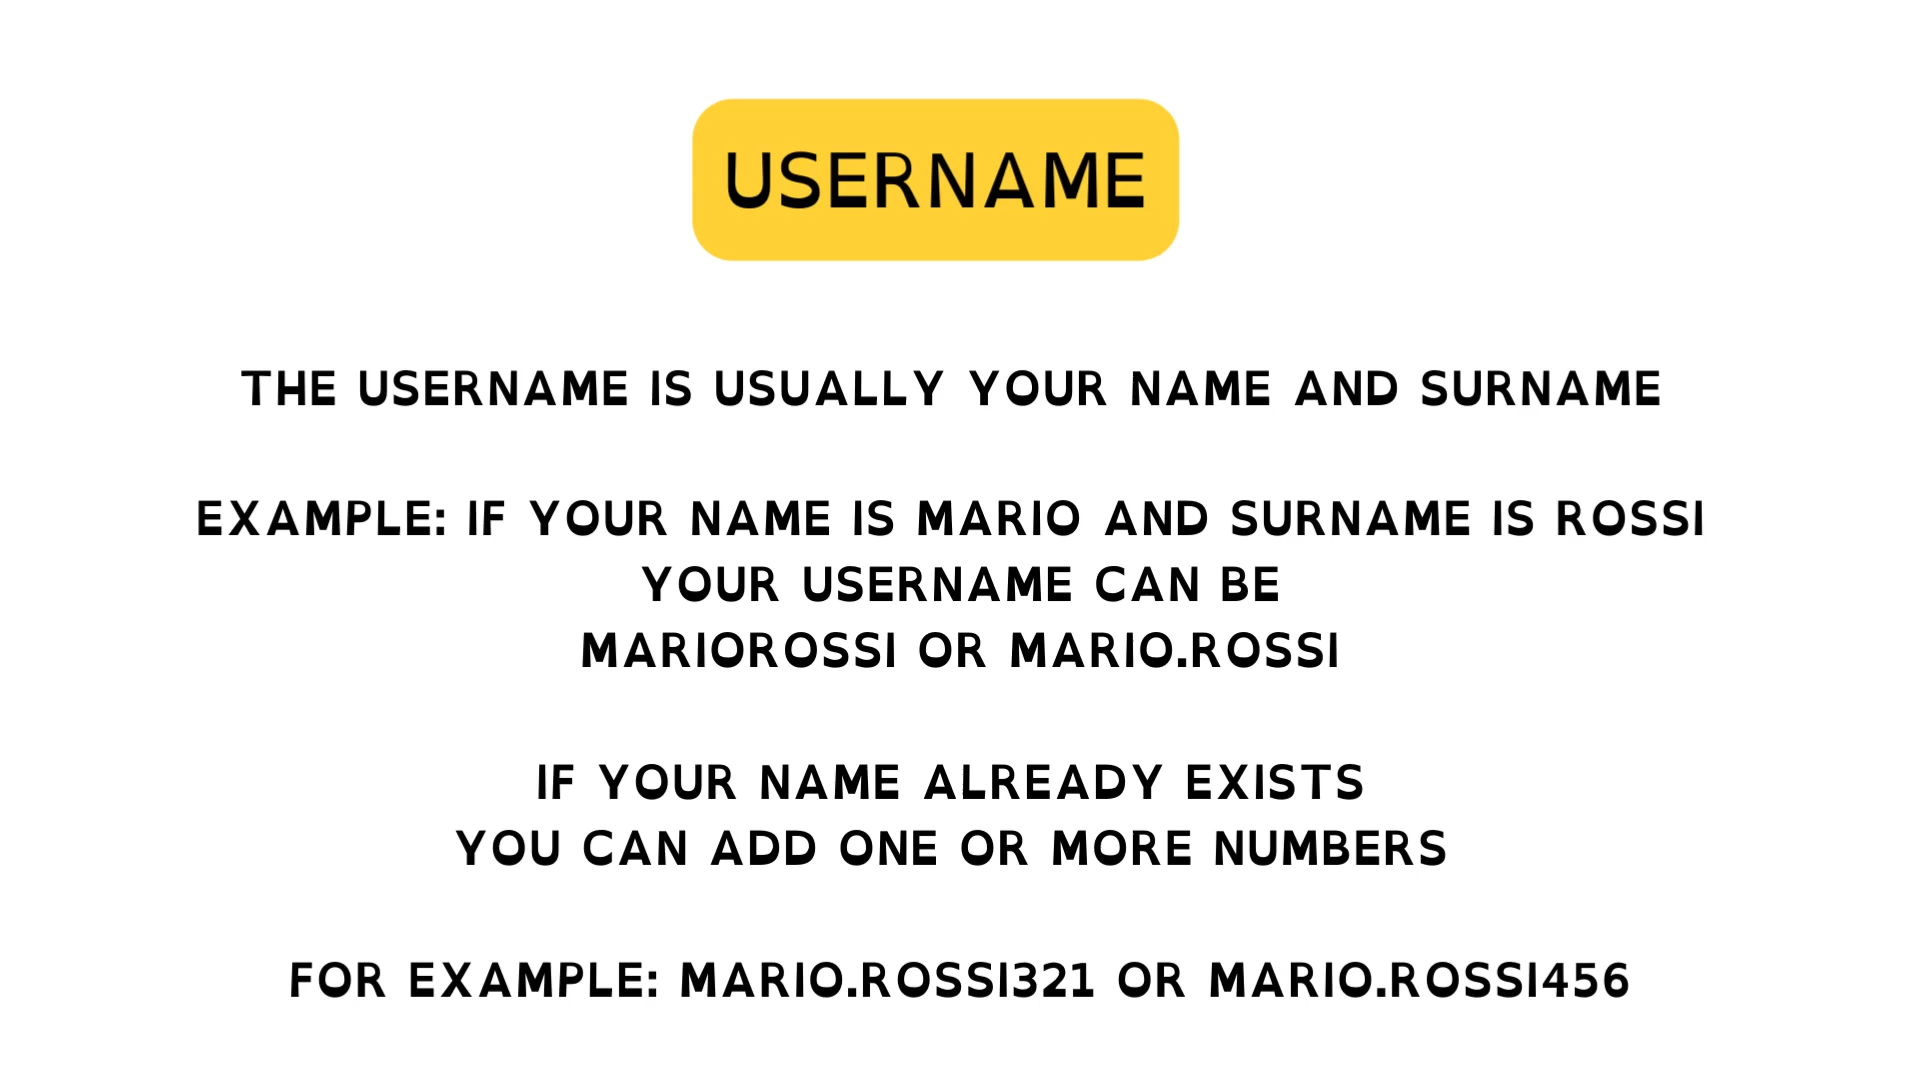 USERNAME
THE USERNAME IS USUALLY YOUR NAME AND SURNAME
EXAMPLE: IF YOUR NAME IS MARIO AND SURNAME IS ROSSI
YOUR USERNAME CAN BE
MARIOROSSI OR MARIO.ROSSI
IF YOUR NAME ALREADY EXISTS
YOU CAN ADD ONE OR MORE NUMBERS
FOR EXAMPLE: MARIO.ROSSI321 OR MARIO.ROSSI456